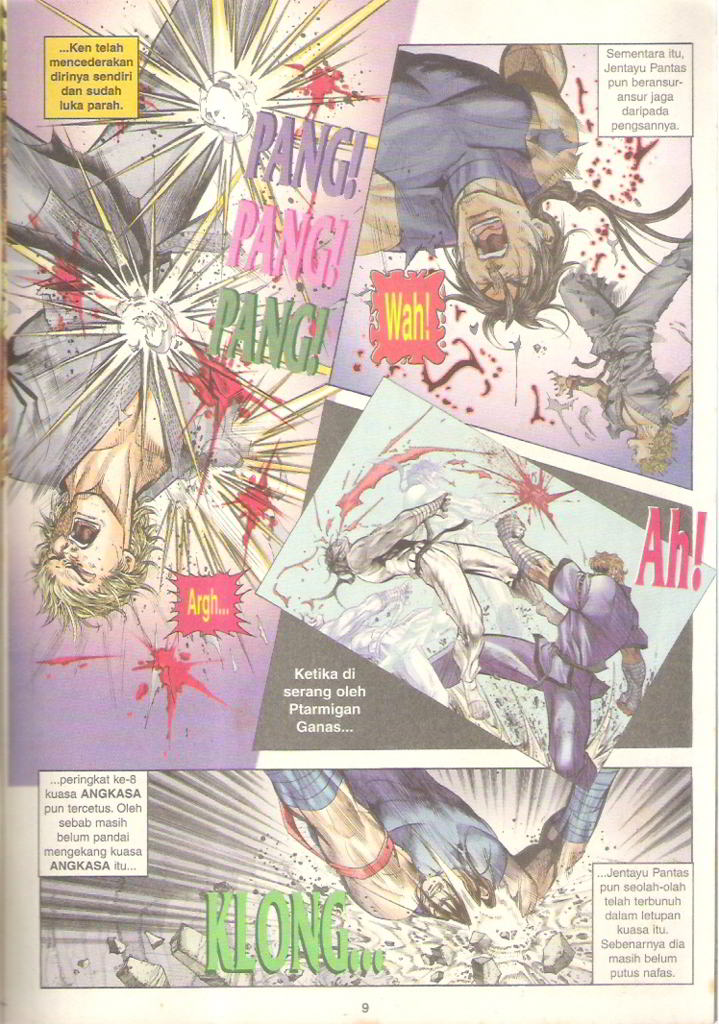 ...Ken telah
mencederakan
dirinya sendiri
dan sudah
luka parah.
PANG!
PANG!
PANG!
Argh...
Sementara itu,
Jentayu Pantas
pun beransur-
ansur jaga
daripada
pengsannya.
Wah!
Ah!
Ketika di
serang oleh
Ptarmigan
Ganas...
...peringkat ke-8
kuasa ANGKASA
pun tercetus. Oleh
sebab masih
belum pandai
mengekang kuasa
ANGKASA itu...
KLONG...
...Jentayu Pantas
pun seolah-olah
telah terbunuh
dalam letupan
kuasa itu.
Sebenarnya dia
masih belum
putus nafas.
9